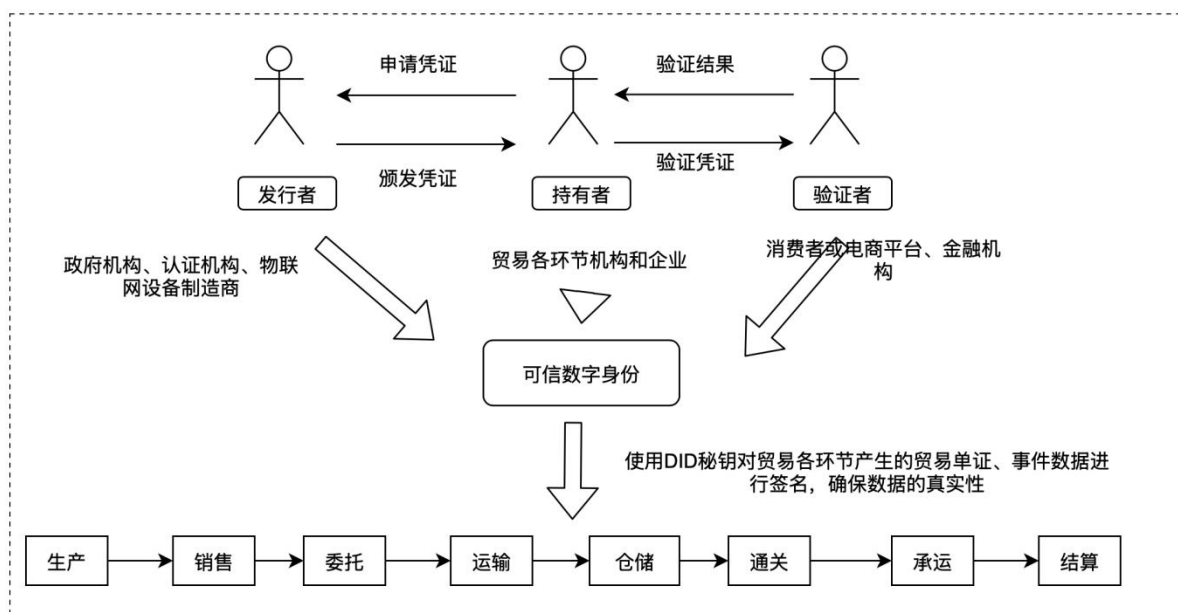 申请凭证
验证结果
颁发凭证
验证凭证
发行者
持有者
验证者
政府机构、认证机构、物联
网设备制造商
贸易各环节机构和企业
消费者或电商平台、金融机
构
可信数字身份
使用DID秘钥对贸易各环节产生的贸易单证、事件数据进
行签名，确保数据的真实性
生产
销售
委托
运输
仓储
通关
承运
结算